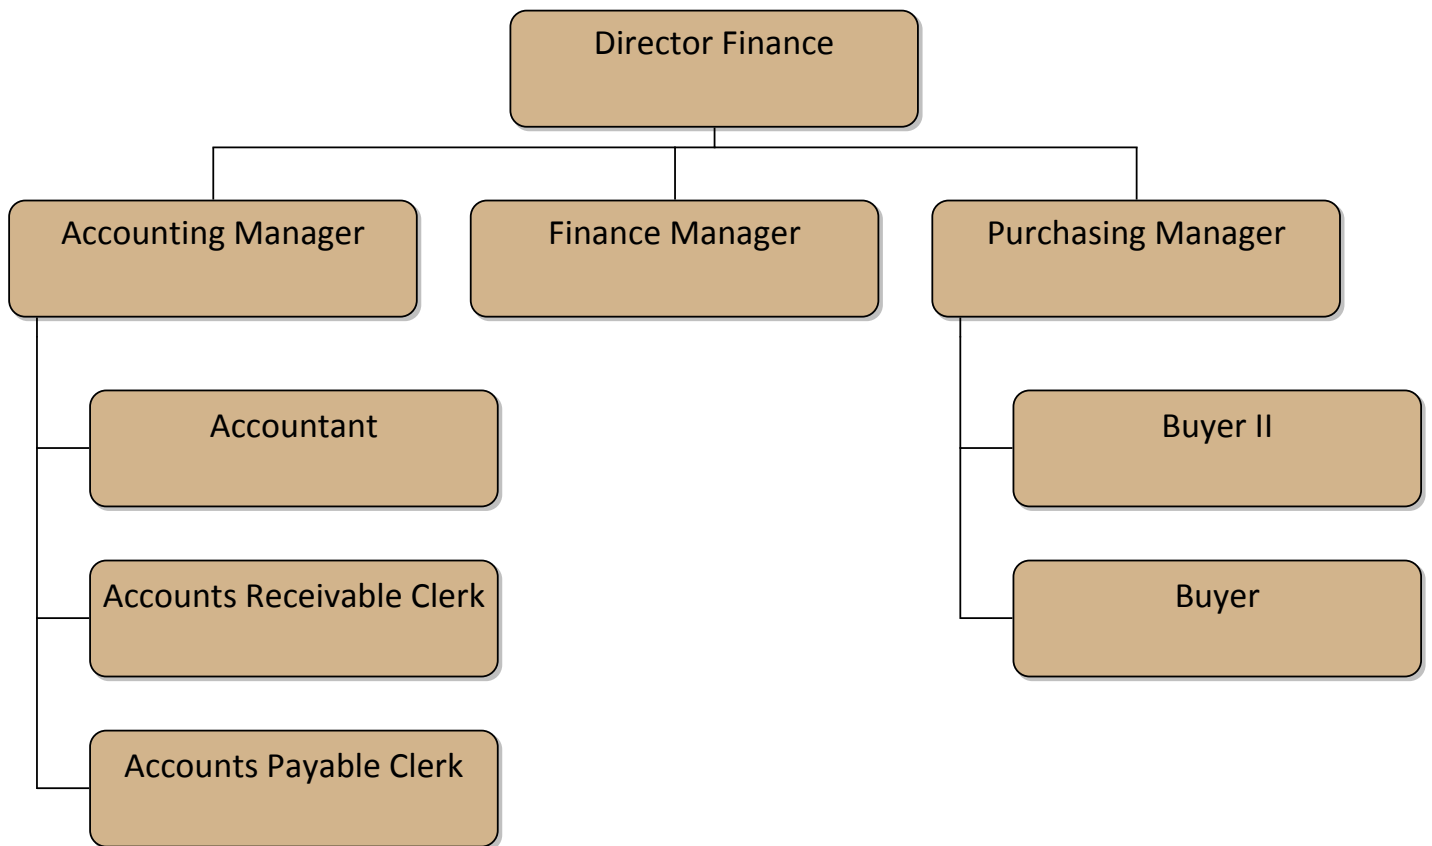 Director Finance
Accounting Manager
Finance Manager
Purchasing Manager
Accountant
Accounts Receivable Clerk
Accounts Payable Clerk
Buyer II
Buyer